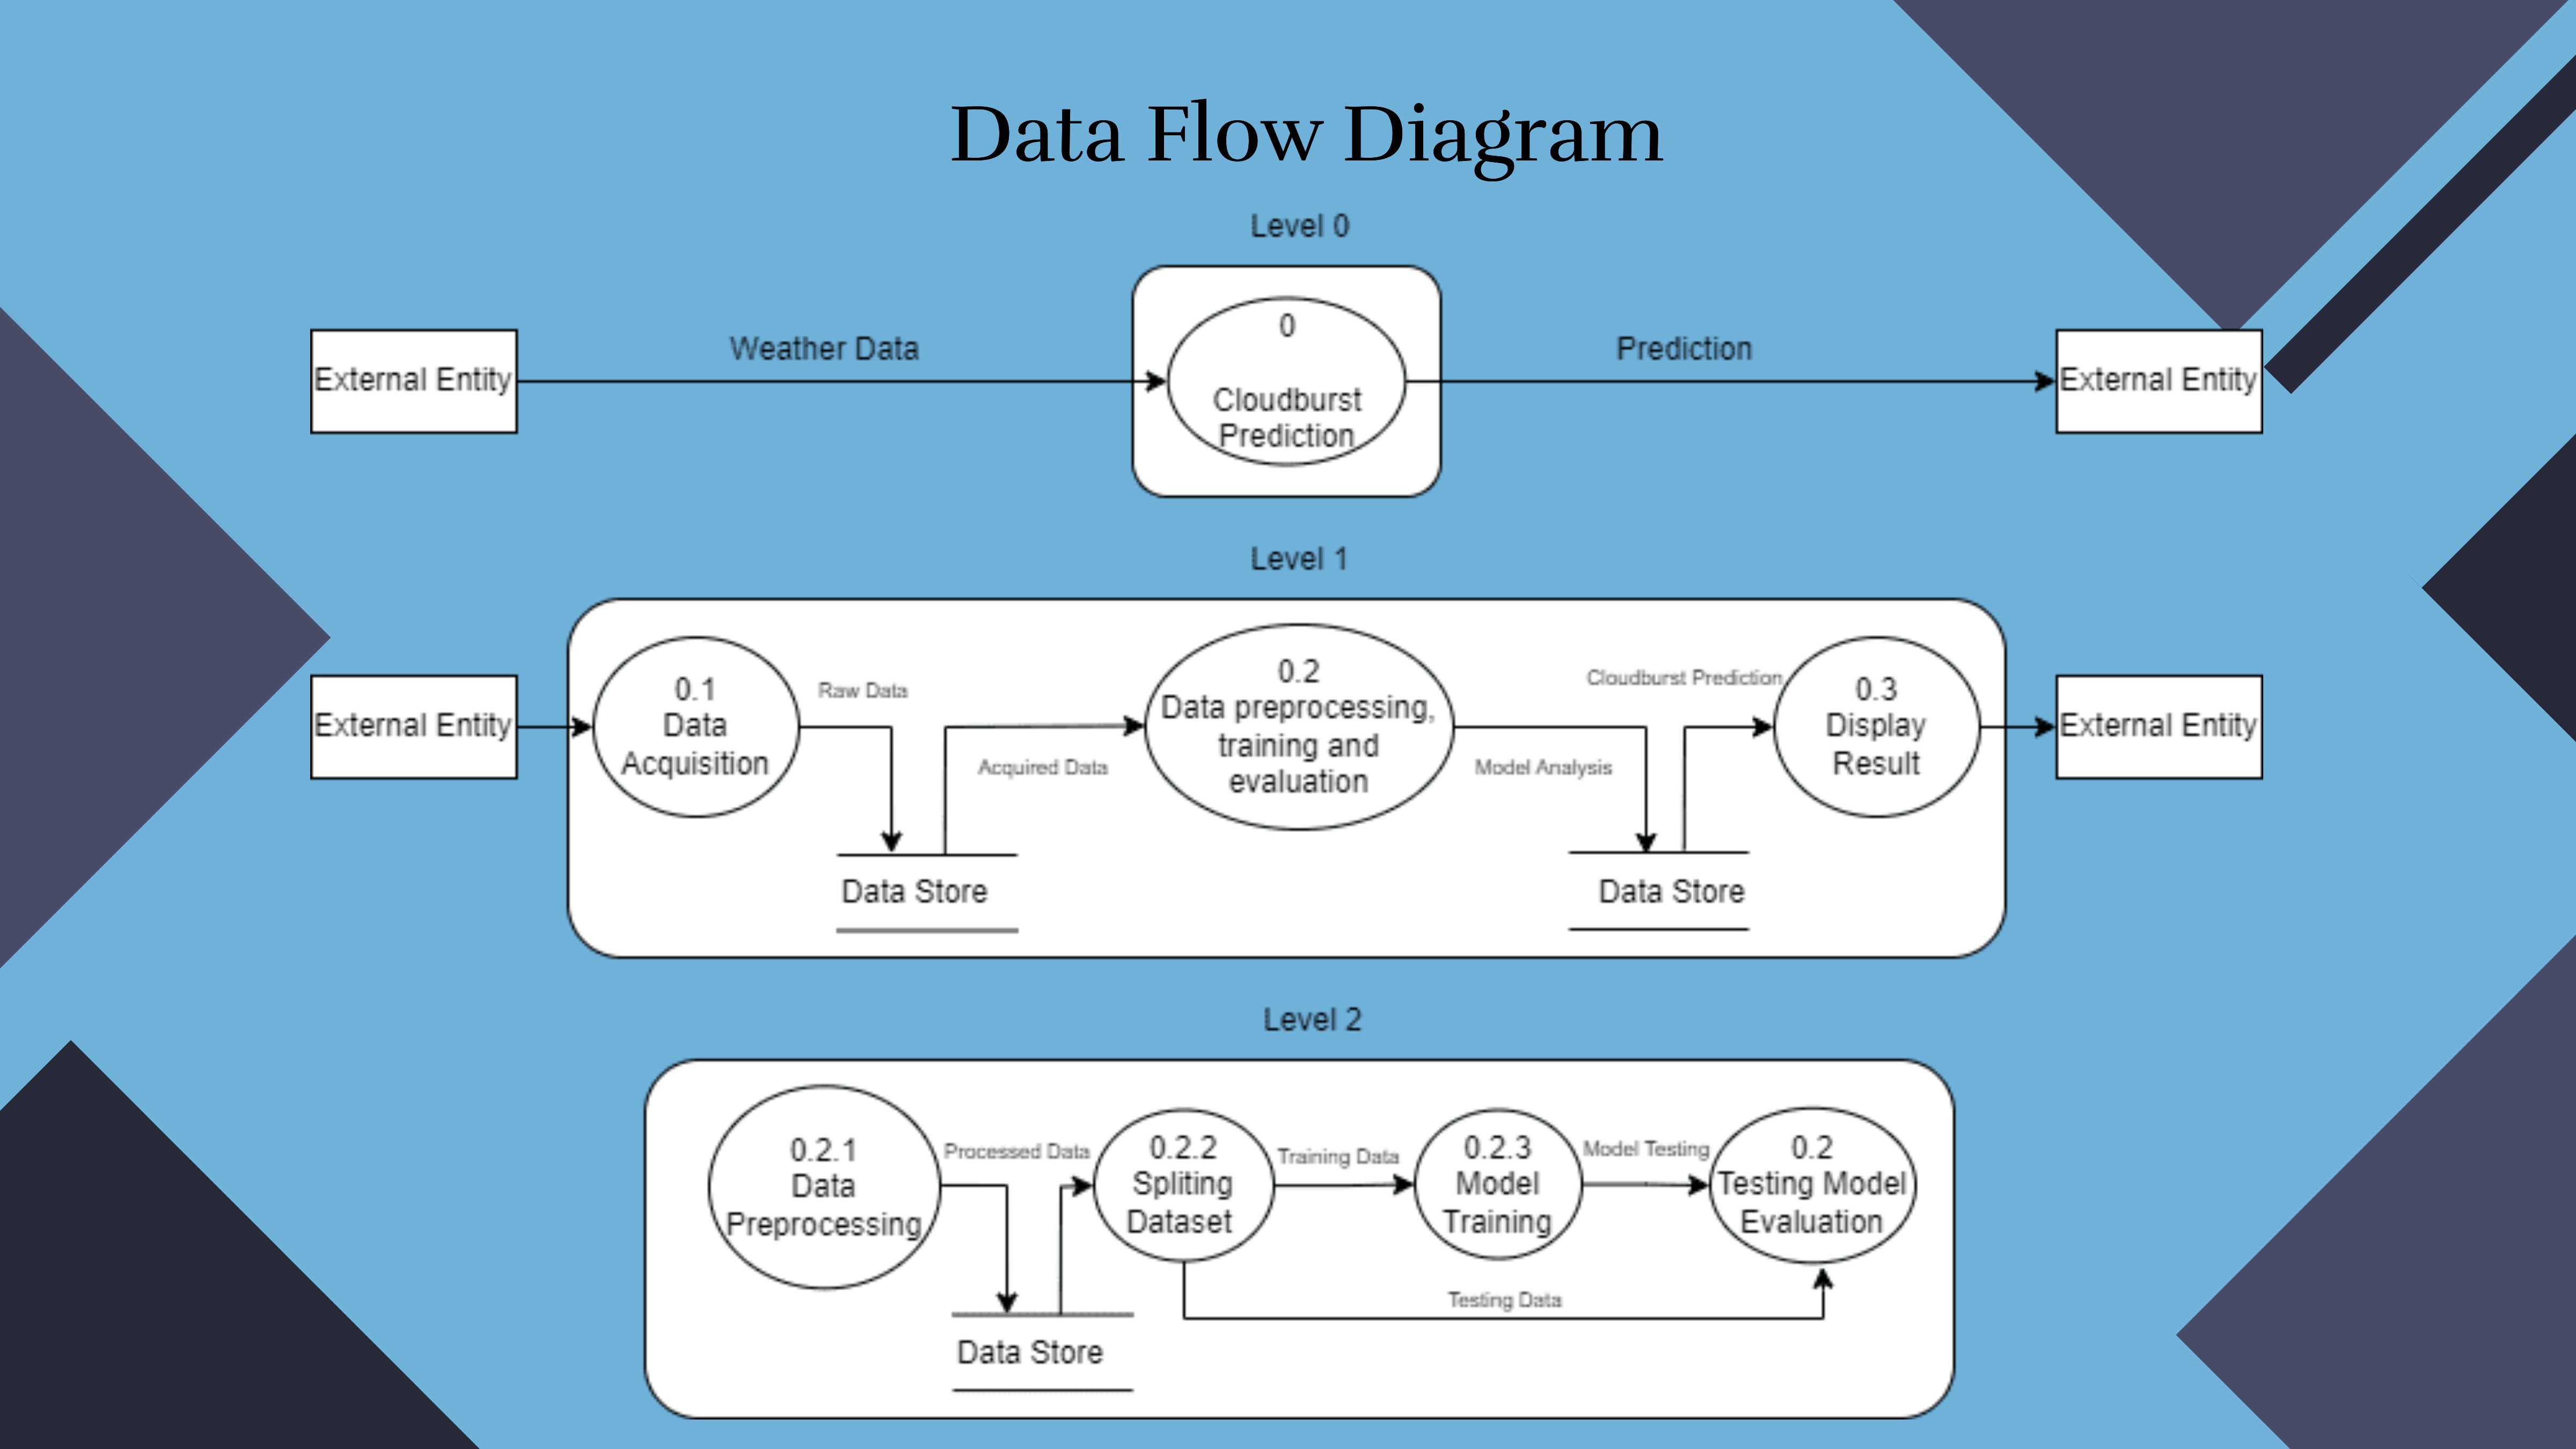 Data Flow Diagram
Level 0
External Entity
Weather Data
0
Cloudburst
Prediction
Prediction
External Entity
Level 1
External Entity
0.1
Data
Acquisition
Raw Data
Data Store
Acquired Data
0.2
Data preprocessing,
training and
evaluation
Model Analysis
Data Store
Cloudburst Prediction
0.3
Display
Result
External Entity
Level 2
0.2.1
Data
Preprocessing
Processed Data
Data Store
0.2.2
Spliting
Dataset
Training Data
0.2.3
Model
Training
Model Testing
0.2
Testing Model
Evaluation
Testing Data